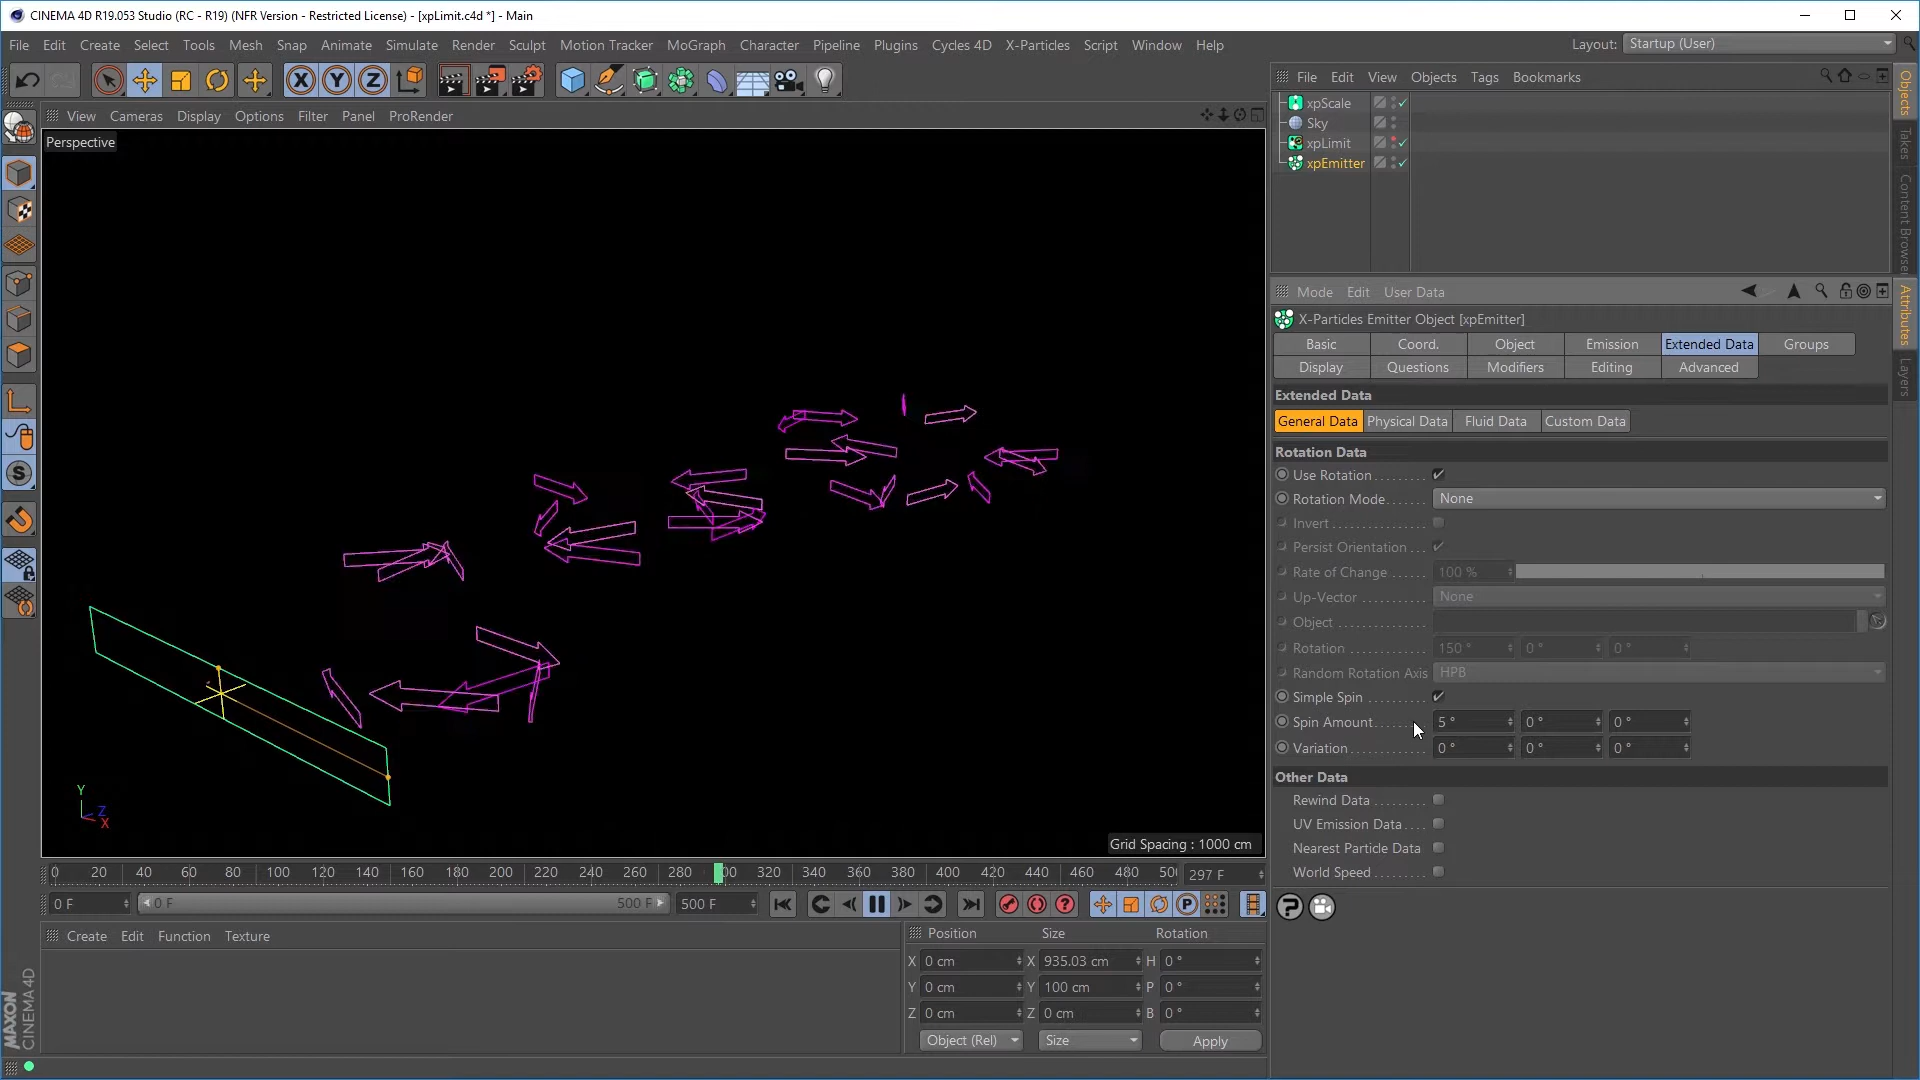 CINEMA 4D R19.053 Studio (RC - R19) (NFR Version - Restricted License) - [xpLimit.c4d *] - Main
File Edit Create Select Tools Mesh Snap Animate Simulate Render Sculpt Motion Tracker MoGraph Character Pipeline Plugins Cycles 4D X-Particles Script Window Help
Layout: Startup (User)
X Y Z
View Cameras Display Options Filter Panel ProRender
Perspective
File Edit View Objects Tags Bookmarks
xpScale
Sky
xpLimit
xpEmitter
Objects
Takes
Content Browser
Attributes
Layers
Mode Edit User Data
X-Particles Emitter Object [xpEmitter]
Basic Coord. Object Emission Extended Data Groups
Display Questions Modifiers Editing Advanced
Extended Data
General Data Physical Data Fluid Data Custom Data
Rotation Data
Use Rotation
Rotation Mode...... None
Invert
Persist Orientation...
Rate of Change...... 100 %
Up-Vector None
Object
Rotation 150 ° 0 ° 0 °
Random Rotation Axis HPB
Simple Spin
Spin Amount...... 5 ° 0 ° 0 °
Variation 0 ° 0 ° 0 °
Other Data
Rewind Data
UV Emission Data....
Nearest Particle Data
World Speed
Y
Z
X
Grid Spacing : 1000 cm
0 20 40 60 80 100 120 140 160 180 200 220 240 260 280 00 320 340 360 380 400 420 440 460 480 50 297 F
0 F 0 F 500 F 500 F
P
Create Edit Function Texture
Position Size Rotation
X 0 cm X 935.03 cm H 0 °
Y 0 cm Y 100 cm P 0 °
Z 0 cm Z 0 cm B 0 °
Object (Rel) Size Apply
MAXON
CINEMA 4D